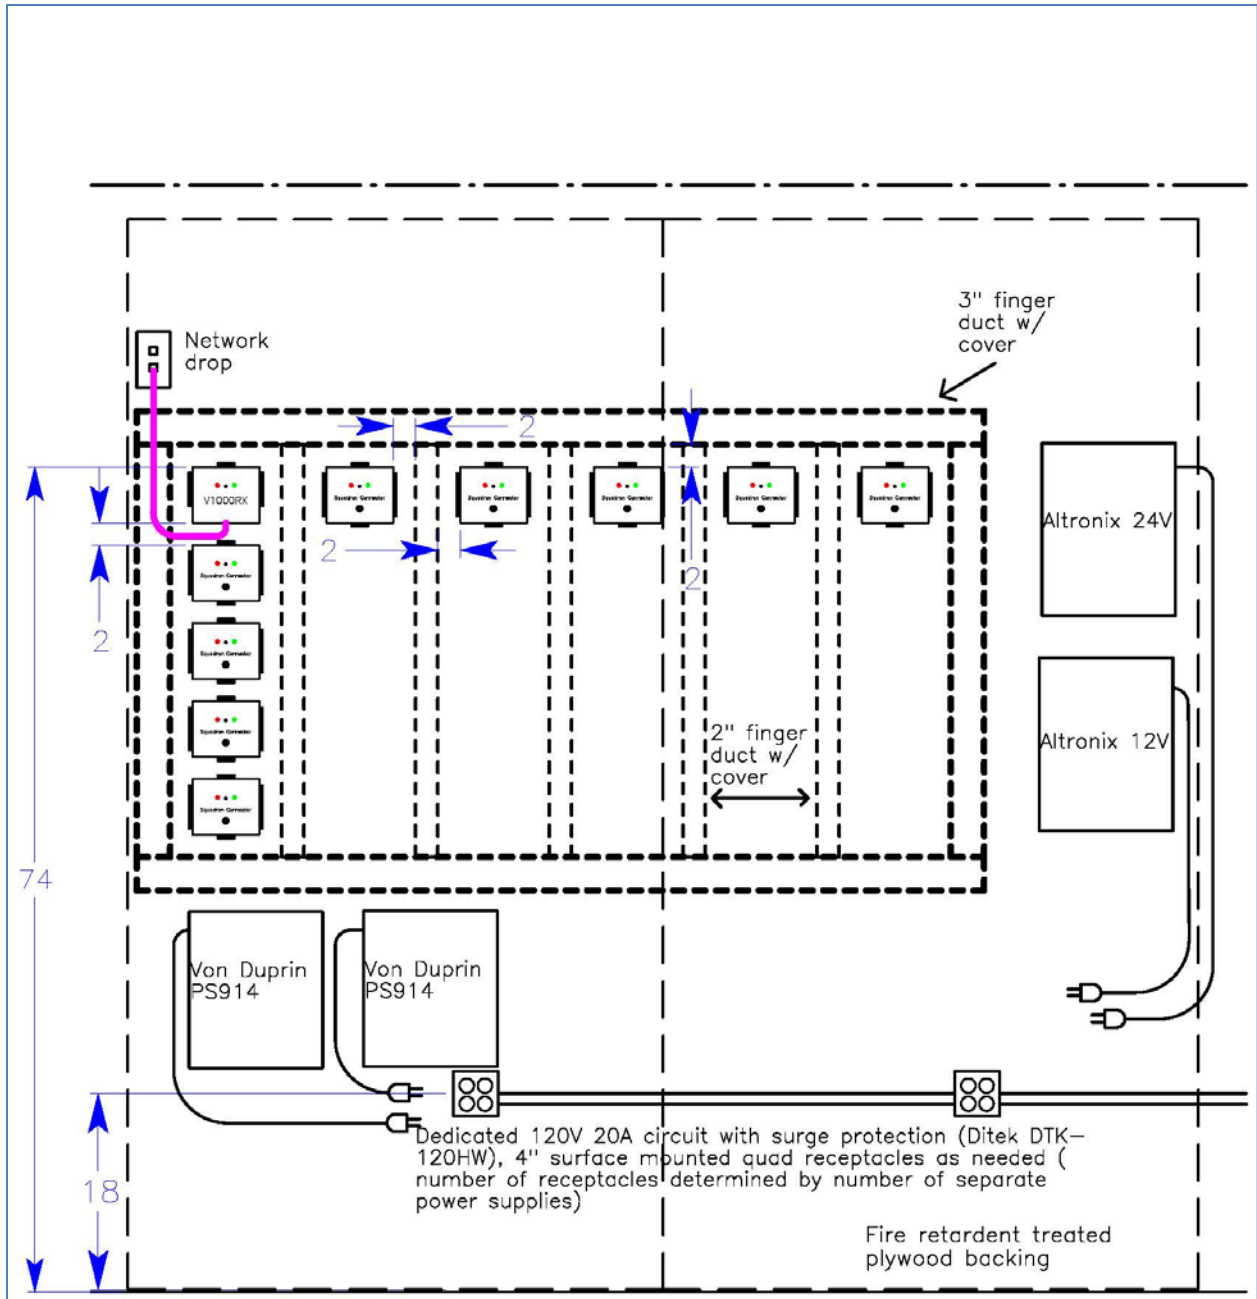 Network
drop
3" finger
duct w/
cover
2
V1000RX
Altronix 24V
2
2
2
2" finger
duct w/
cover
Altronix 12V
74
Von Duprin
PS914
Von Duprin
PS914
Dedicated 120V 20A circuit with surge protection (Ditek DTK-
120HW), 4" surface mounted quad receptacles as needed (
number of receptacles determined by number of separate
power supplies)
18
Fire retardent treated
plywood backing